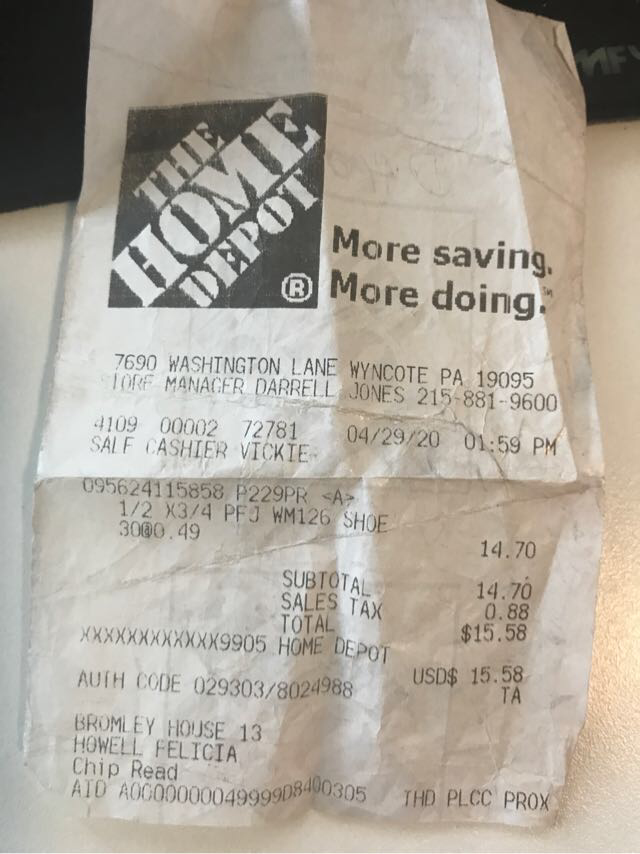 THE
HOME
DEPOT
®
More saving.
More doing.™
7690 WASHINGTON LANE WYNCOTE PA 19095
STORE MANAGER DARRELL JONES 215-881-9600
4109 00002 72781 04/29/20 01:59 PM
SALE CASHIER VICKIE
095624115858 P229PR <A>
1/2 X3/4 PFJ WM126 SHOE
30@0.49 14.70
SUBTOTAL 14.70
SALES TAX 0.88
TOTAL $15.58
XXXXXXXXXXXX9905 HOME DEPOT
USD$ 15.58
AUTH CODE 029303/8024988 TA
BROMLEY HOUSE 13
HOWELL FELICIA
Chip Read
AID A0000000049999D8400305 THD PLCC PROX